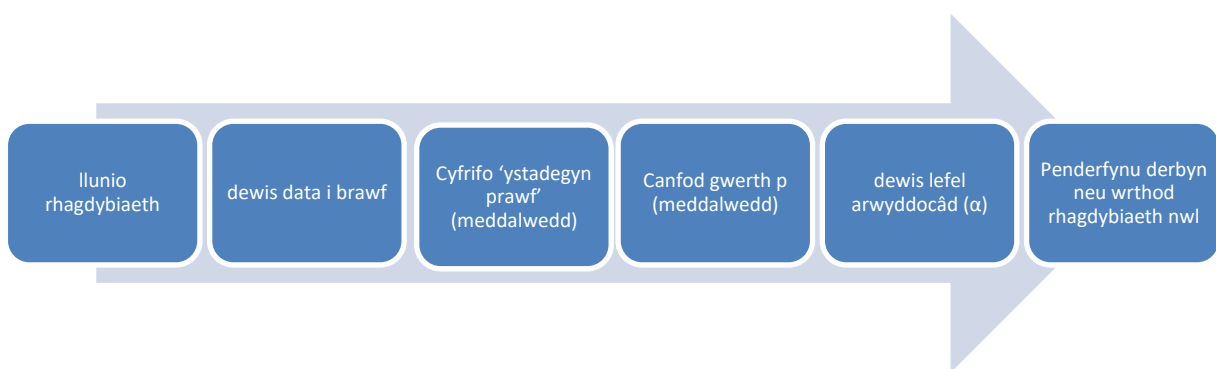 llunio
rhagdybiaeth
dewis data i brawf
Cyfrifo ‘ystadegyn
prawf’
(meddalwedd)
Canfod gwerth p
(meddalwedd)
dewis lefel
arwyddocâd (α)
Penderfynu derbyn
neu wrthod
rhagdybiaeth nwl